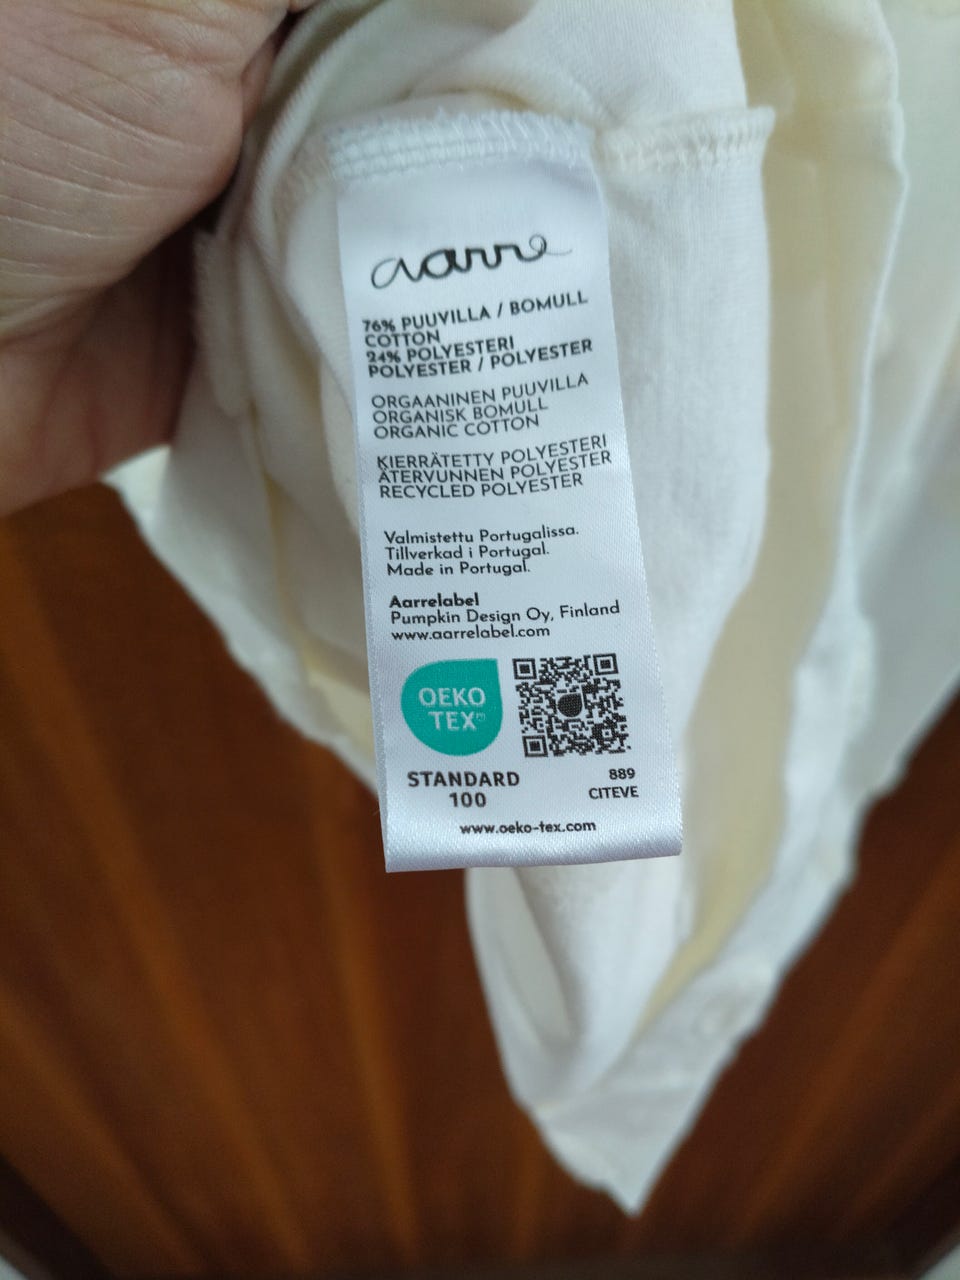 aarre
76% PUUVILLA / BOMULL
COTTON
24% POLYESTERI
POLYESTER / POLYESTER
ORGAANINEN PUUVILLA
ORGANISK BOMULL
ORGANIC COTTON
KIERRÄTETTY POLYESTERI
ÅTERVUNNEN POLYESTER
RECYCLED POLYESTER
Valmistettu Portugalissa.
Tillverkad i Portugal.
Made in Portugal.
Aarrelabel
Pumpkin Design Oy, Finland
www.aarrelabel.com
OEKO
TEX
STANDARD
100
889
CITEVE
www.oeko-tex.com